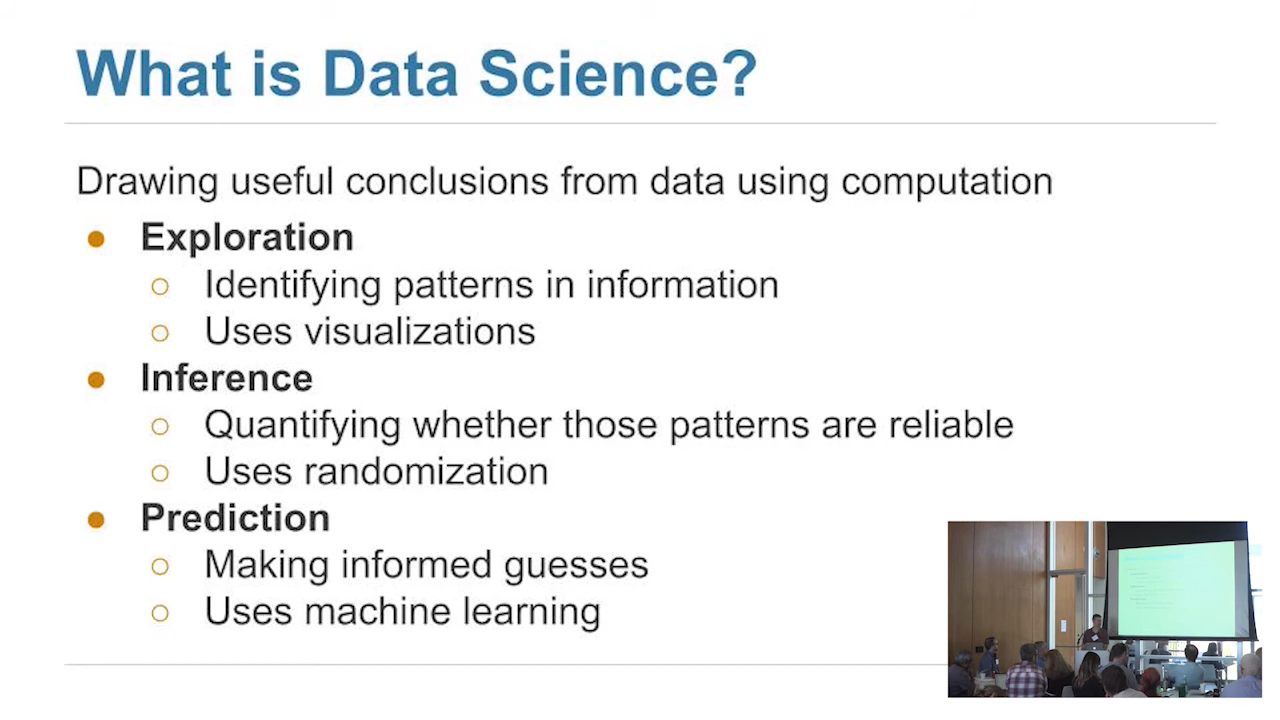 What is Data Science?
Drawing useful conclusions from data using computation
● Exploration
○ Identifying patterns in information
○ Uses visualizations
● Inference
○ Quantifying whether those patterns are reliable
○ Uses randomization
● Prediction
○ Making informed guesses
○ Uses machine learning